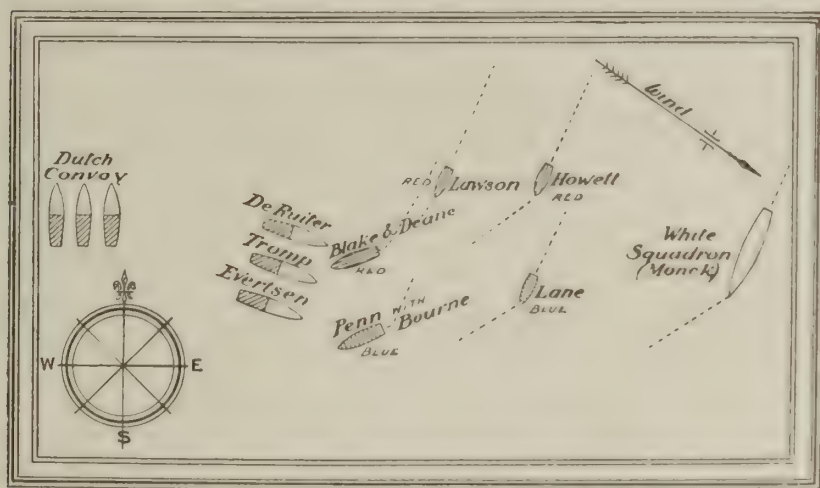 Dutch
Convoy
De Ruiter
Tromp
Evertsen
Blake & Deane
RED
RED Lawson
Howett
RED
Wind
White
Squadron
(Monck)
Penn WITH
Bourne
BLUE
Lane
BLUE
W E
S